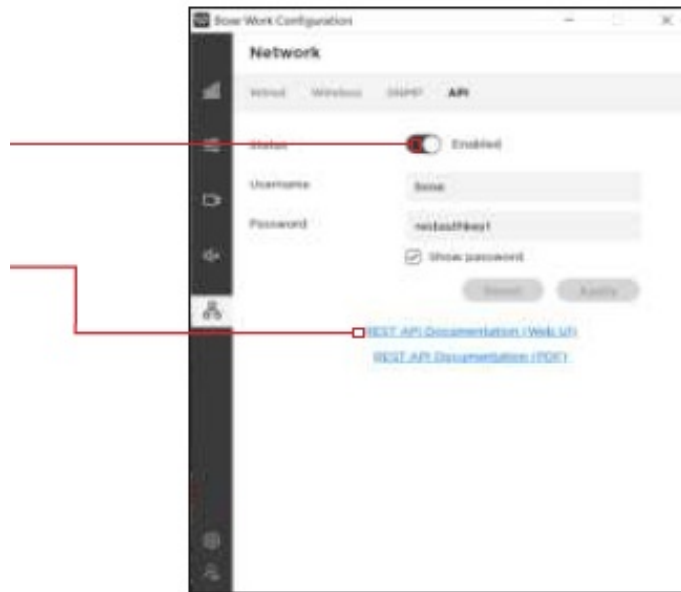 Bose Work Configuration
Network
Wired Wireless SNMP API
Status Enabled
Username
Password
Show password
Reset Apply
REST API Documentation (Web UI)
REST API Documentation (PDF)